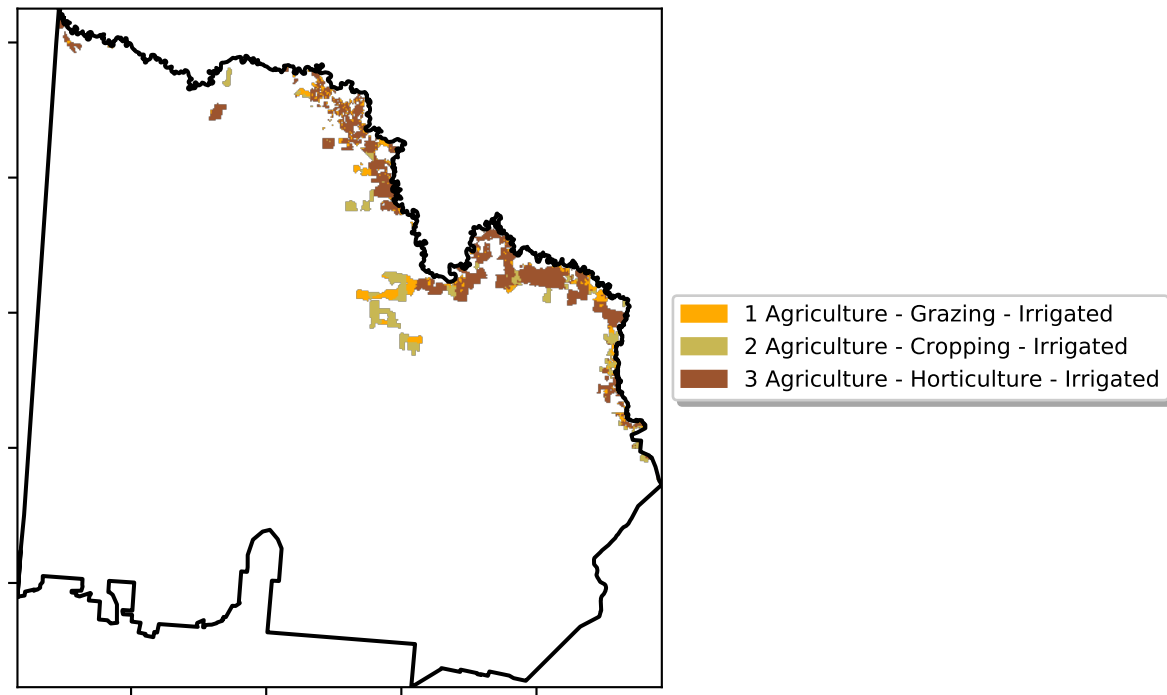 1 Agriculture - Grazing - Irrigated
2 Agriculture - Cropping - Irrigated
3 Agriculture - Horticulture - Irrigated